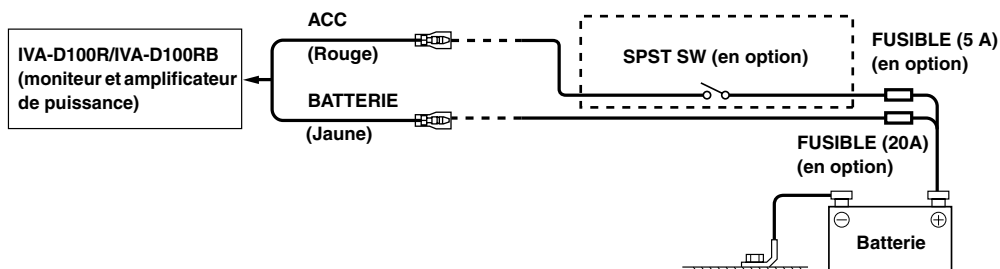 ACC
(Rouge)
IVA-D100R/IVA-D100RB
(moniteur et amplificateur
de puissance)
BATTERIE
(Jaune)
SPST SW (en option)
FUSIBLE (5 A)
(en option)
FUSIBLE (20A)
(en option)
Batterie